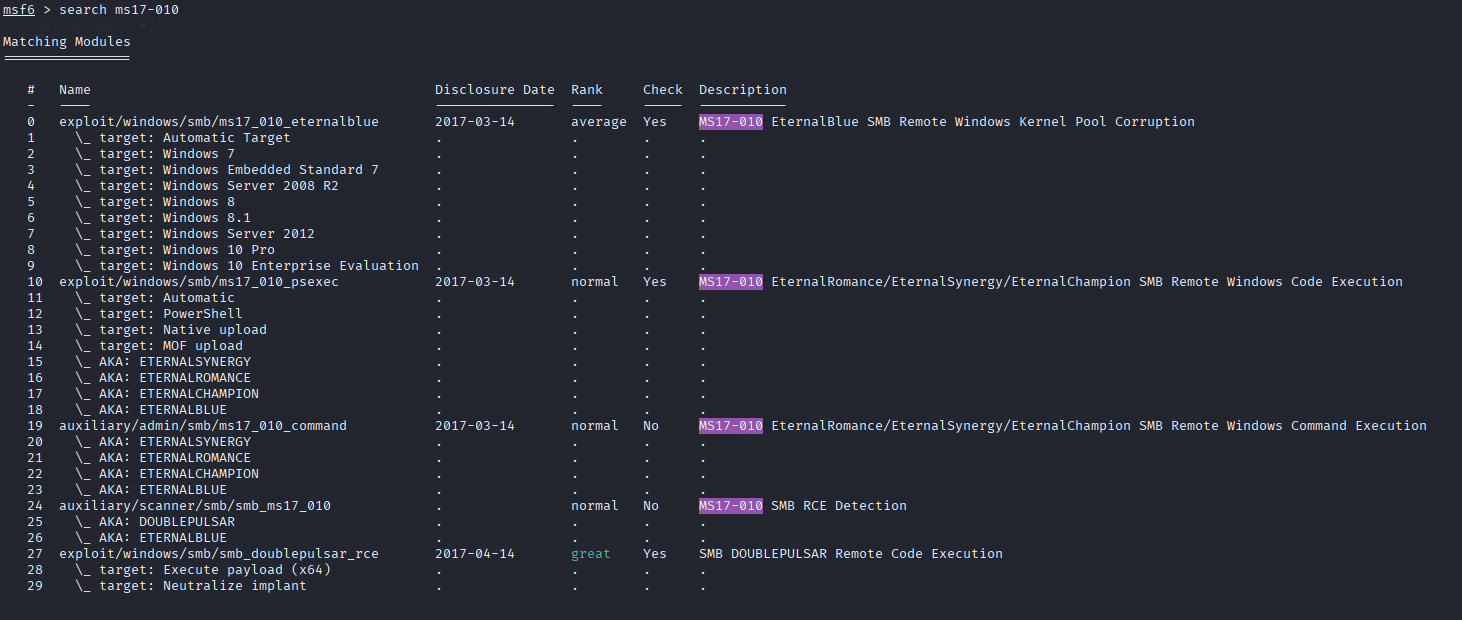 msf6 > search ms17-010
Matching Modules
================
# Name Disclosure Date Rank Check Description
- ---- --------------- ---- ----- -----------
0 exploit/windows/smb/ms17_010_eternalblue 2017-03-14 average Yes MS17-010 EternalBlue SMB Remote Windows Kernel Pool Corruption
1 \_ target: Automatic Target . . . .
2 \_ target: Windows 7 . . . .
3 \_ target: Windows Embedded Standard 7 . . . .
4 \_ target: Windows Server 2008 R2 . . . .
5 \_ target: Windows 8 . . . .
6 \_ target: Windows 8.1 . . . .
7 \_ target: Windows Server 2012 . . . .
8 \_ target: Windows 10 Pro . . . .
9 \_ target: Windows 10 Enterprise Evaluation . . . .
10 exploit/windows/smb/ms17_010_psexec 2017-03-14 normal Yes MS17-010 EternalRomance/EternalSynergy/EternalChampion SMB Remote Windows Code Execution
11 \_ target: Automatic . . . .
12 \_ target: PowerShell . . . .
13 \_ target: Native upload . . . .
14 \_ target: MOF upload . . . .
15 \_ AKA: ETERNALSYNERGY . . . .
16 \_ AKA: ETERNALROMANCE . . . .
17 \_ AKA: ETERNALCHAMPION . . . .
18 \_ AKA: ETERNALBLUE . . . .
19 auxiliary/admin/smb/ms17_010_command 2017-03-14 normal No MS17-010 EternalRomance/EternalSynergy/EternalChampion SMB Remote Windows Command Execution
20 \_ AKA: ETERNALSYNERGY . . . .
21 \_ AKA: ETERNALROMANCE . . . .
22 \_ AKA: ETERNALCHAMPION . . . .
23 \_ AKA: ETERNALBLUE . . . .
24 auxiliary/scanner/smb/smb_ms17_010 . normal No MS17-010 SMB RCE Detection
25 \_ AKA: DOUBLEPULSAR . . . .
26 \_ AKA: ETERNALBLUE . . . .
27 exploit/windows/smb/smb_doublepulsar_rce 2017-04-14 great Yes SMB DOUBLEPULSAR Remote Code Execution
28 \_ target: Execute payload (x64) . . . .
29 \_ target: Neutralize implant . . . .